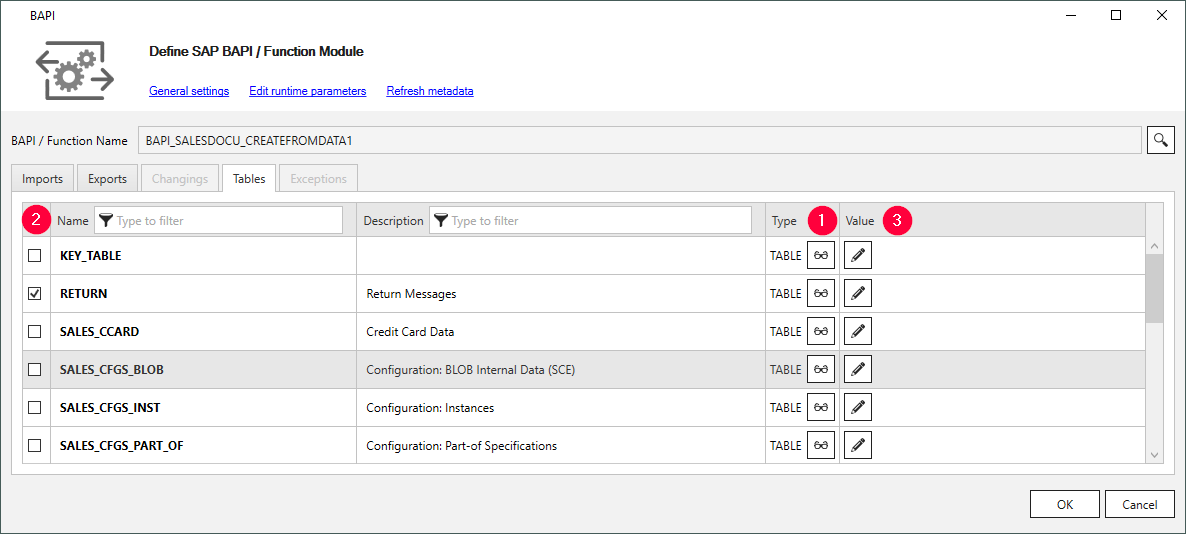 BAPI
Define SAP BAPI / Function Module
General settings Edit runtime parameters Refresh metadata
BAPI / Function Name BAPI_SALESDOCU_CREATEFROMDATA1
Imports Exports Changings Tables Exceptions
2 Name Type to filter Description Type to filter Type 1 Value 3
KEY_TABLE TABLE
RETURN Return Messages TABLE
SALES_CCARD Credit Card Data TABLE
SALES_CFGS_BLOB Configuration: BLOB Internal Data (SCE) TABLE
SALES_CFGS_INST Configuration: Instances TABLE
SALES_CFGS_PART_OF Configuration: Part-of Specifications TABLE
OK Cancel